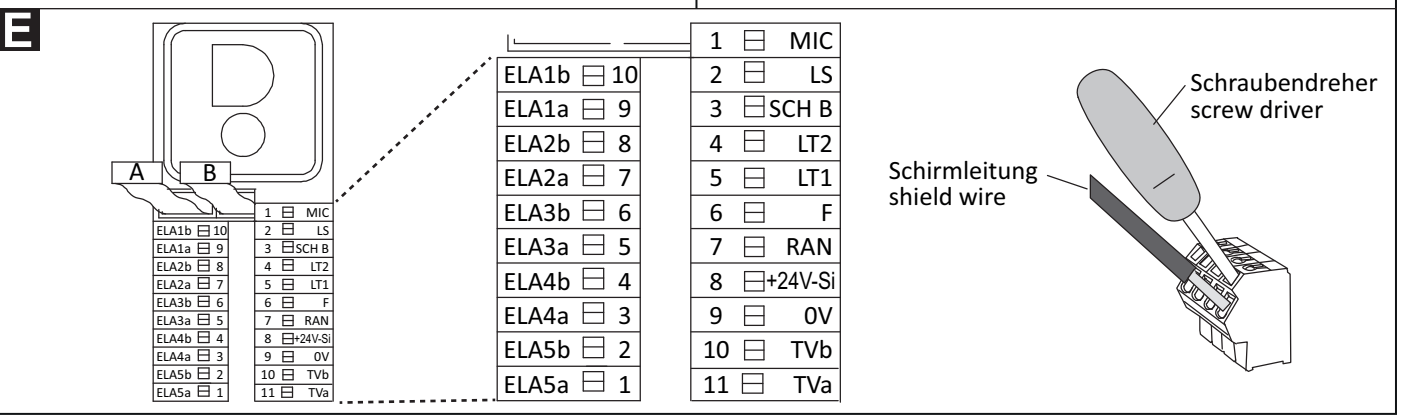 E
A B
1 MIC
ELA1b 10 2 LS
ELA1a 9 3 SCH B
ELA2b 8 4 LT2
ELA2a 7 5 LT1
ELA3b 6 6 F
ELA3a 5 7 RAN
ELA4b 4 8 +24V-Si
ELA4a 3 9 0V
ELA5b 2 10 TVb
ELA5a 1 11 TVa
1 MIC
ELA1b 10 2 LS
ELA1a 9 3 SCH B
ELA2b 8 4 LT2
ELA2a 7 5 LT1
ELA3b 6 6 F
ELA3a 5 7 RAN
ELA4b 4 8 +24V-Si
ELA4a 3 9 0V
ELA5b 2 10 TVb
ELA5a 1 11 TVa
Schraubendreher
screw driver
Schirmleitung
shield wire